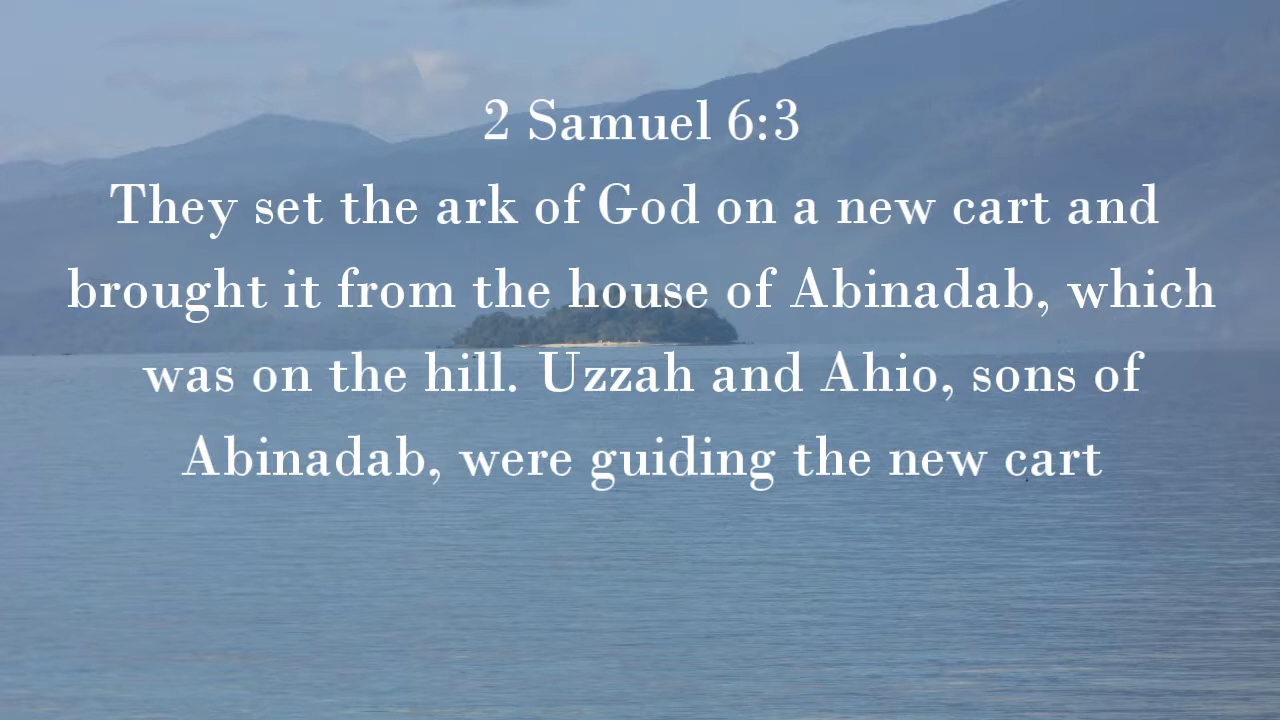 2 Samuel 6:3
They set the ark of God on a new cart and
brought it from the house of Abinadab, which
was on the hill. Uzzah and Ahio, sons of
Abinadab, were guiding the new cart